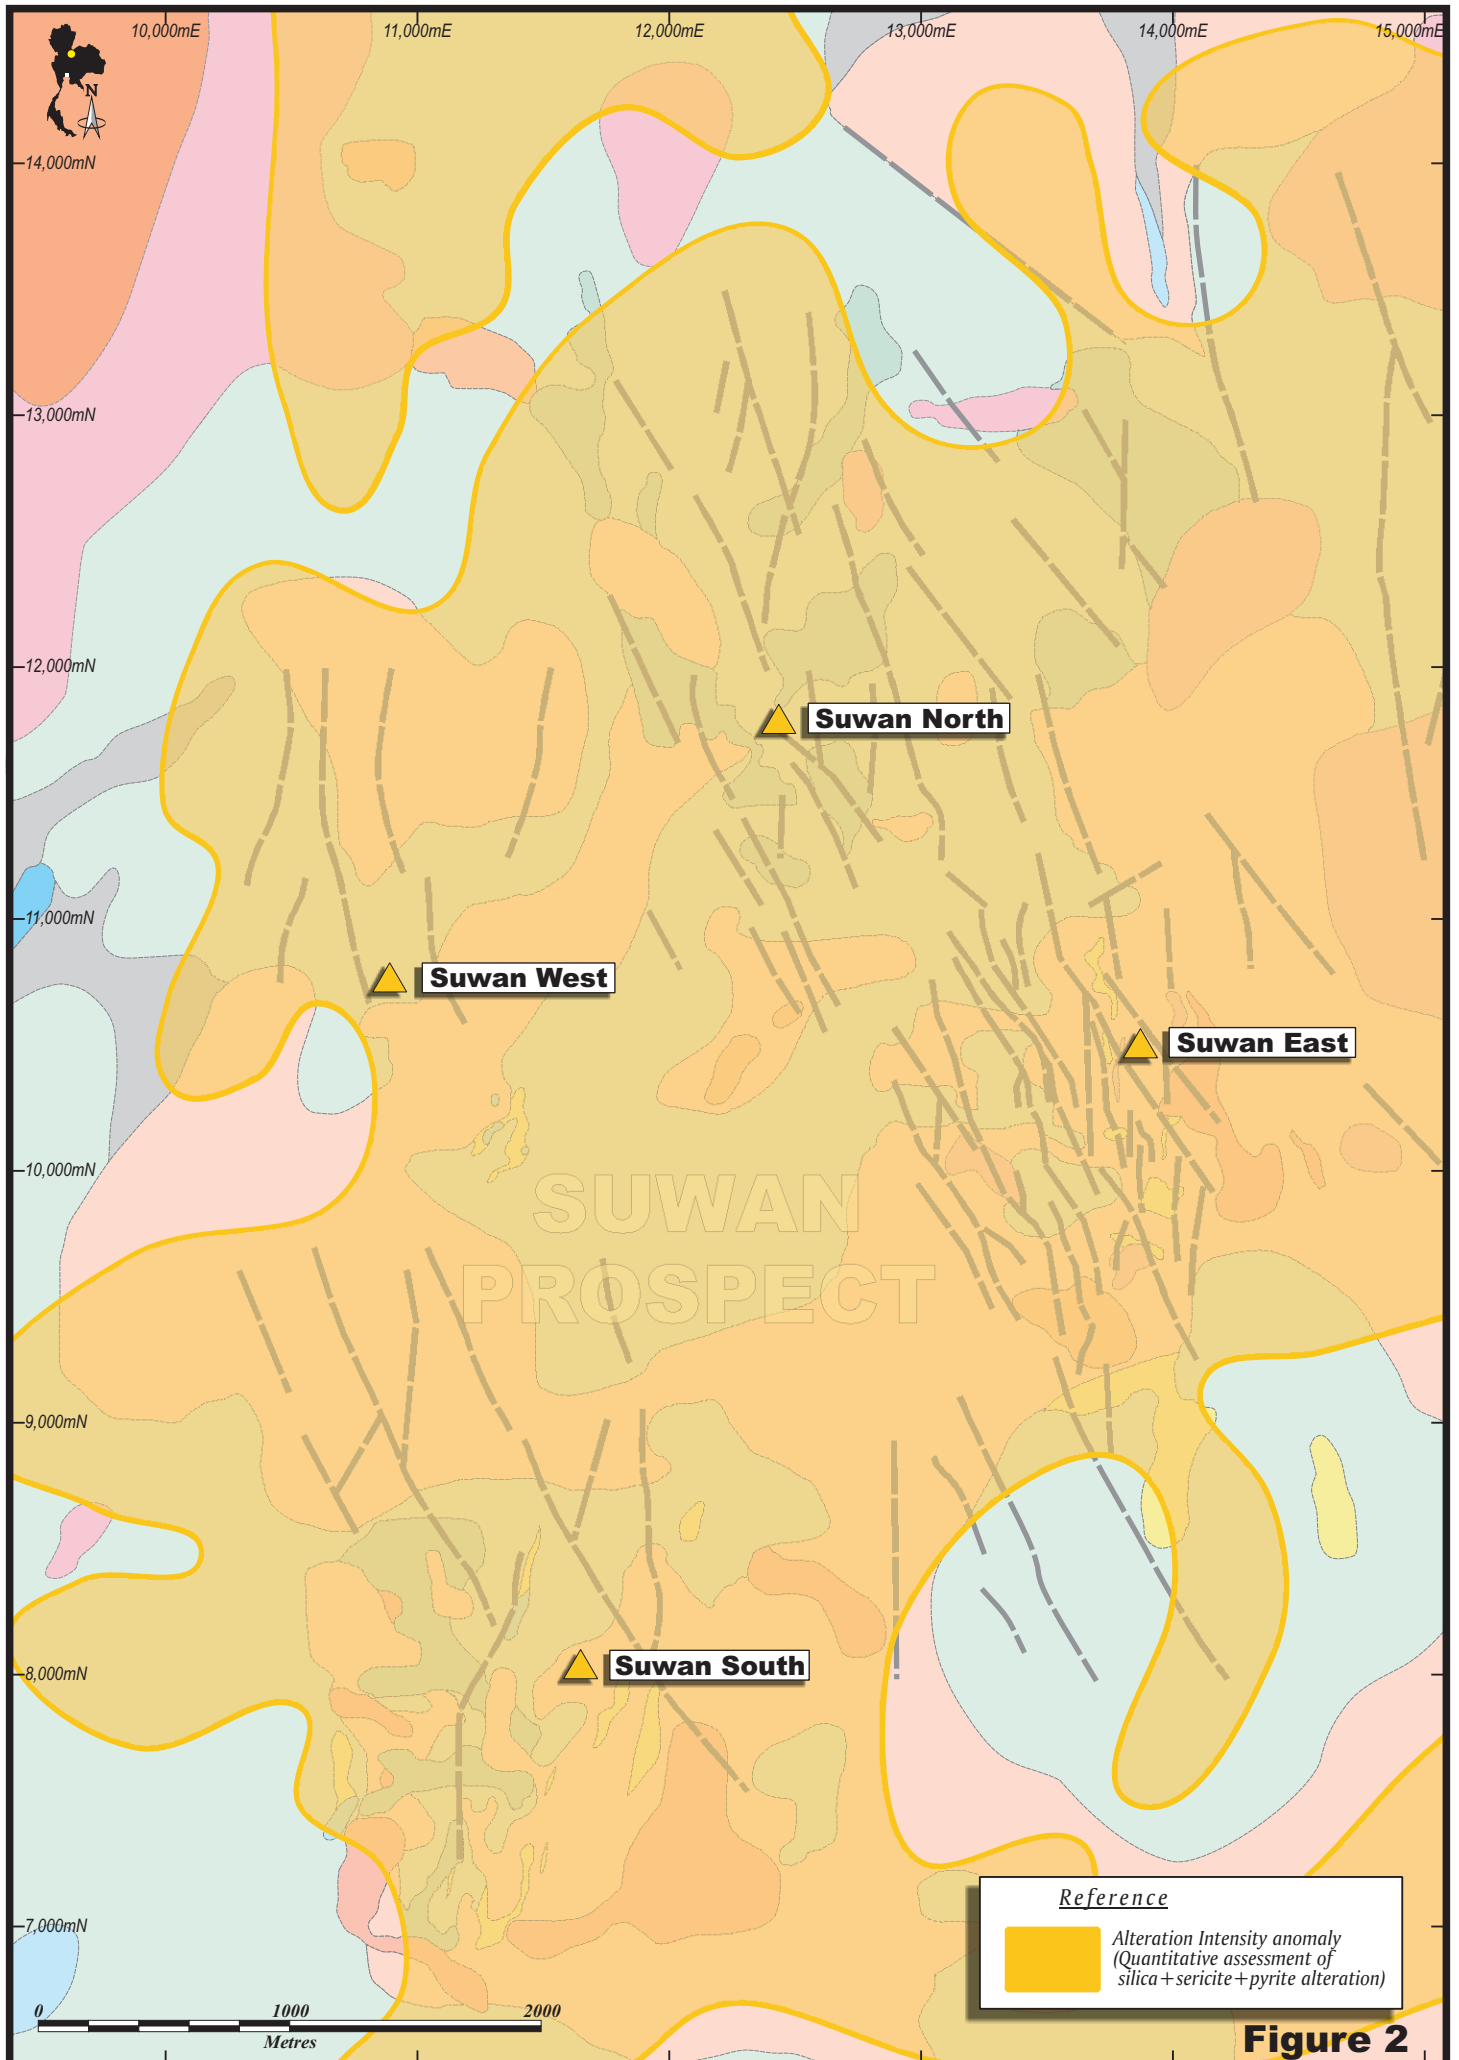 10,000mE
11,000mE
12,000mE
13,000mE
14,000mE
15,000mE
N
14,000mN
13,000mN
12,000mN
Suwan North
11,000mN
Suwan West
Suwan East
10,000mN
SUWAN
PROSPECT
9,000mN
8,000mN
Suwan South
7,000mN
Reference
Alteration Intensity anomaly
(Quantitative assessment of
silica+sericite+pyrite alteration)
0 1000 2000
Metres
Figure 2